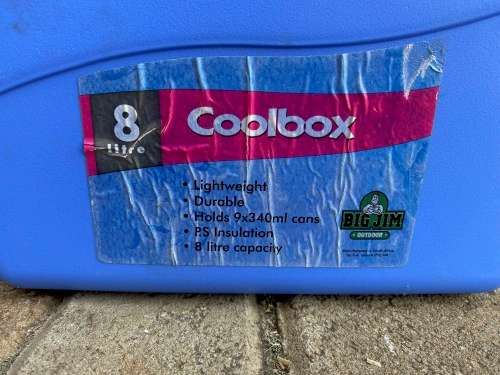 8
litre
Coolbox
• Lightweight
• Durable
• Holds 9x340ml cans
• PS Insulation
• 8 litre capacity
BIG JIM
OUTDOOR